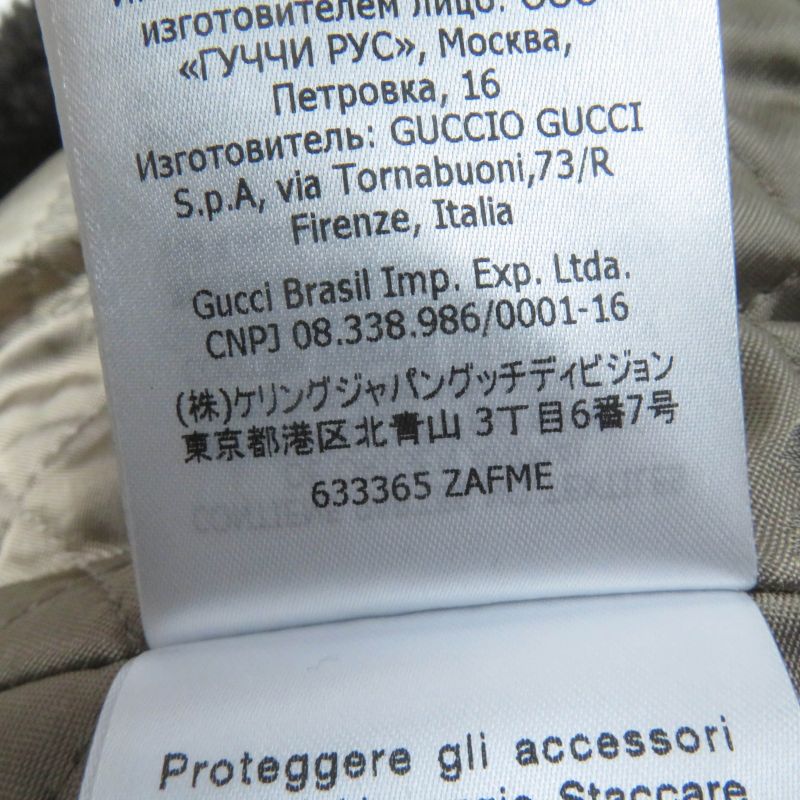 изготовителем лицо: ООО
«ГУЧЧИ РУС», Москва,
Петровка, 16
Изготовитель: GUCCIO GUCCI
S.p.A, via Tornabuoni,73/R
Firenze, Italia
Gucci Brasil Imp. Exp. Ltda.
CNPJ 08.338.986/0001-16
(株)ケリングジャパングッチディビジョン
東京都港区北青山 3丁目6番7号
633365 ZAFME
Proteggere gli accessori
Staccare